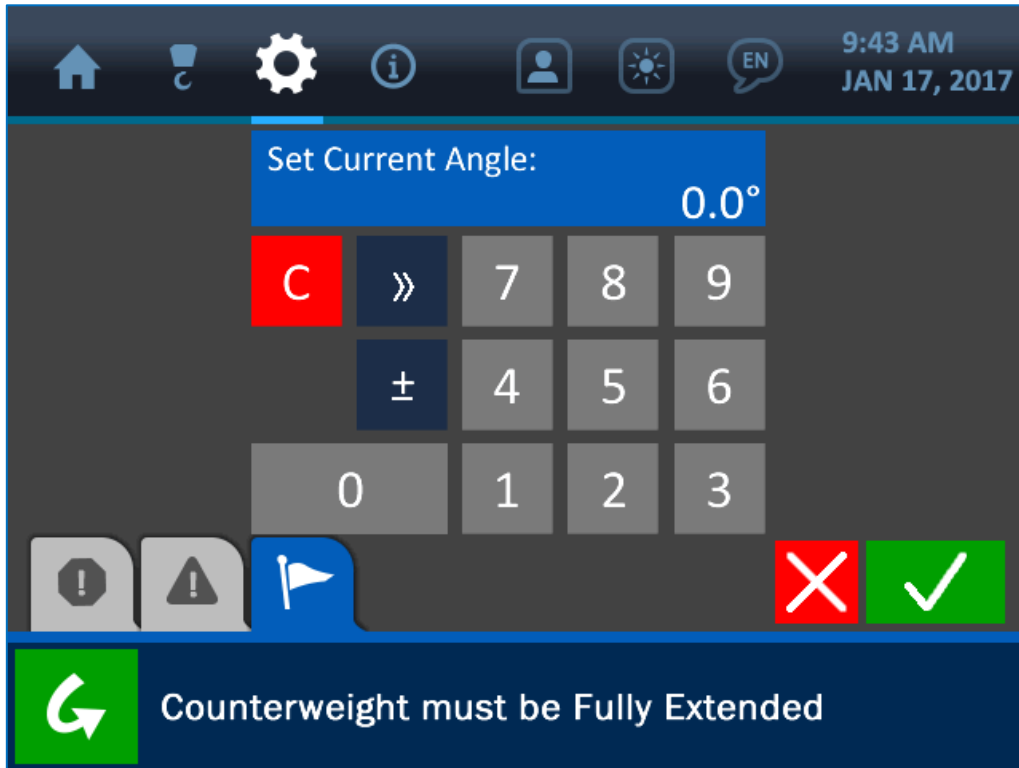 EN
9:43 AM
JAN 17, 2017
Set Current Angle:
0.0°
C » 7 8 9
± 4 5 6
0 1 2 3
Counterweight must be Fully Extended